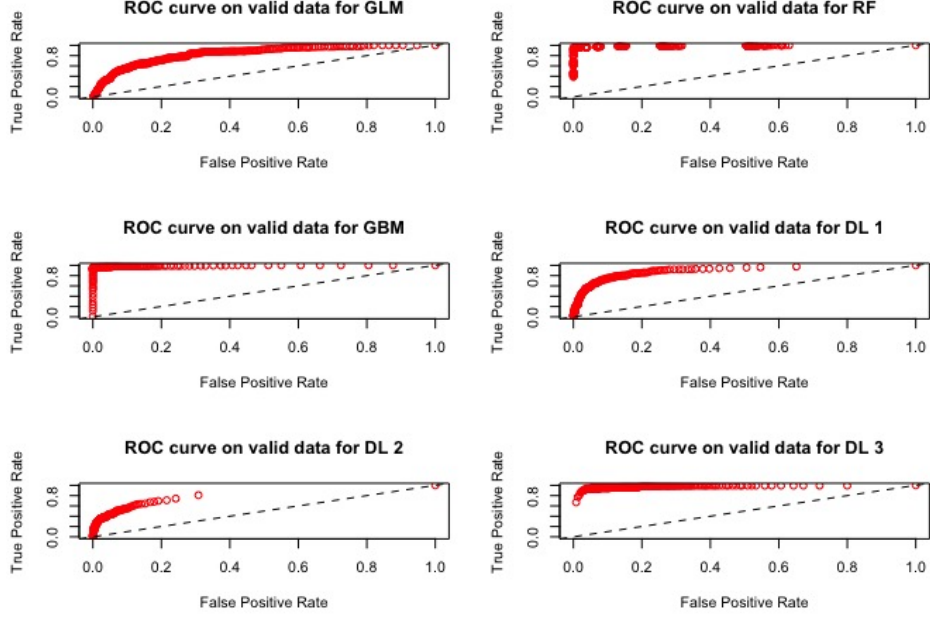 ROC curve on valid data for GLM
True Positive Rate
0.0 0.8
0.0 0.2 0.4 0.6 0.8 1.0
False Positive Rate
ROC curve on valid data for RF
True Positive Rate
0.0 0.8
0.0 0.2 0.4 0.6 0.8 1.0
False Positive Rate
ROC curve on valid data for GBM
True Positive Rate
0.0 0.8
0.0 0.2 0.4 0.6 0.8 1.0
False Positive Rate
ROC curve on valid data for DL 1
True Positive Rate
0.0 0.8
0.0 0.2 0.4 0.6 0.8 1.0
False Positive Rate
ROC curve on valid data for DL 2
True Positive Rate
0.0 0.8
0.0 0.2 0.4 0.6 0.8 1.0
False Positive Rate
ROC curve on valid data for DL 3
True Positive Rate
0.0 0.8
0.0 0.2 0.4 0.6 0.8 1.0
False Positive Rate